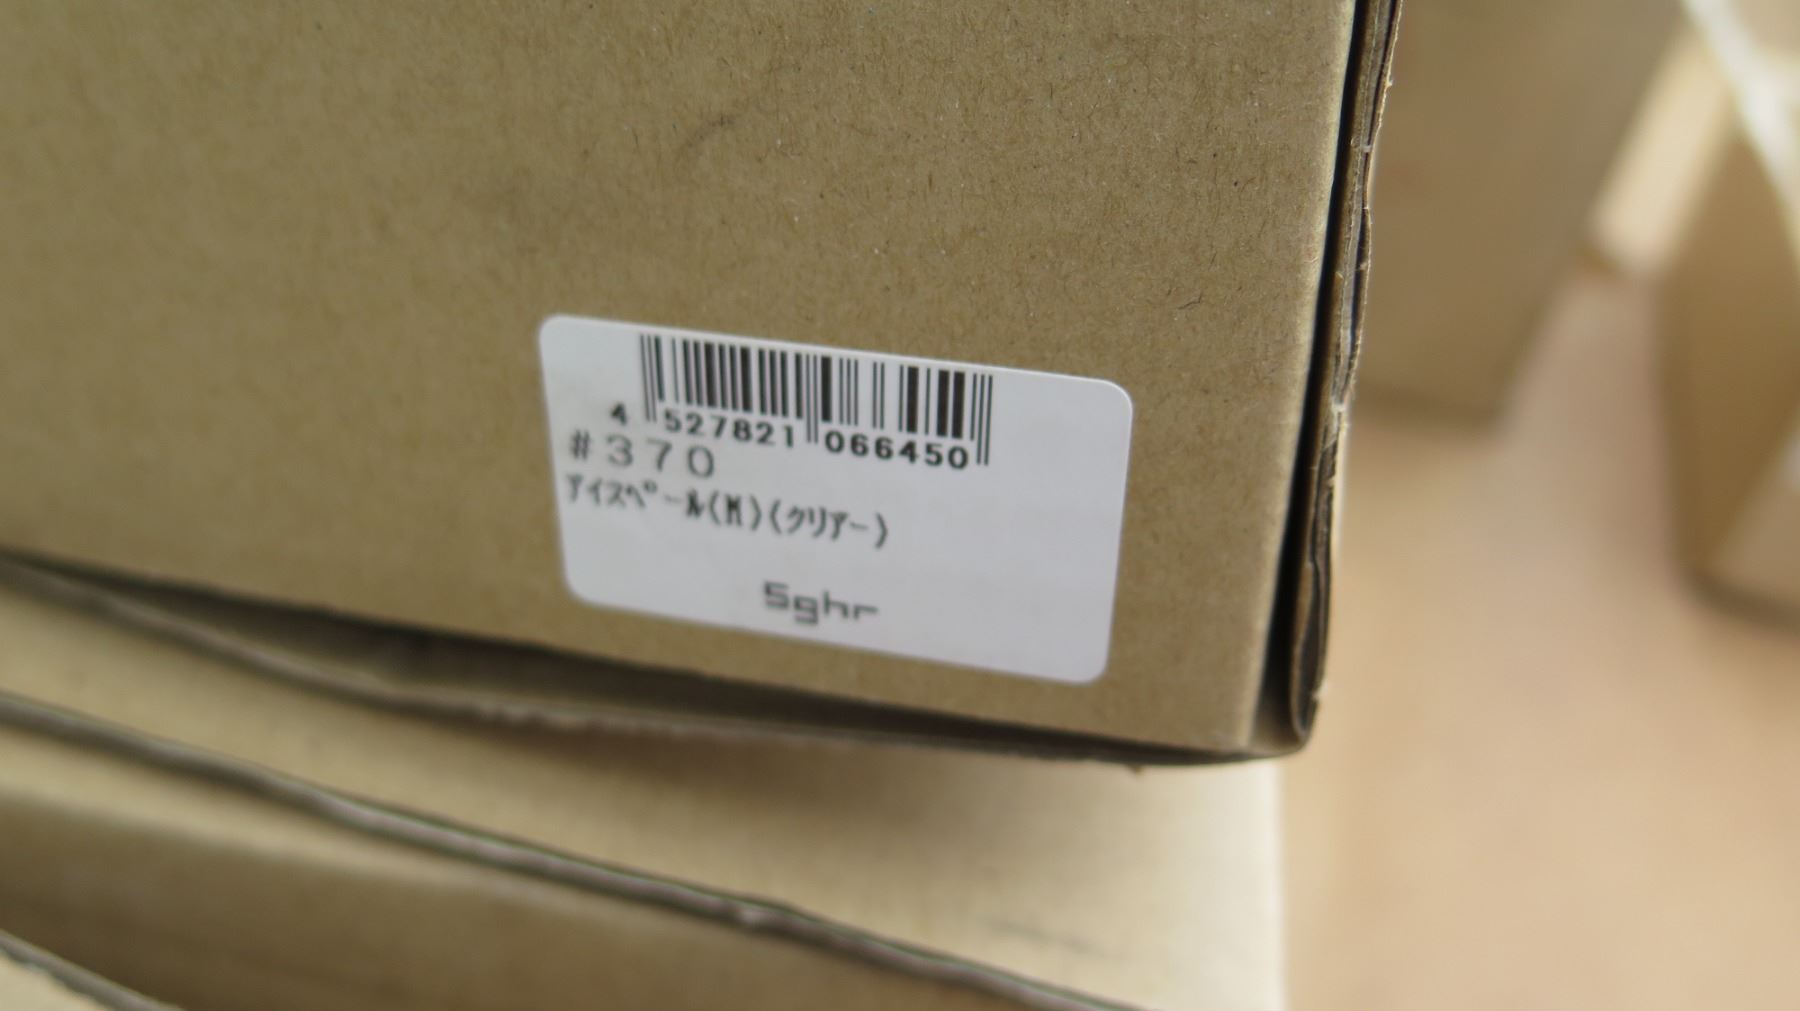 4 527821 066450
#370
ｱｲｽﾍﾟｰﾙ(M)(ｸﾘｱｰ)
Sghr